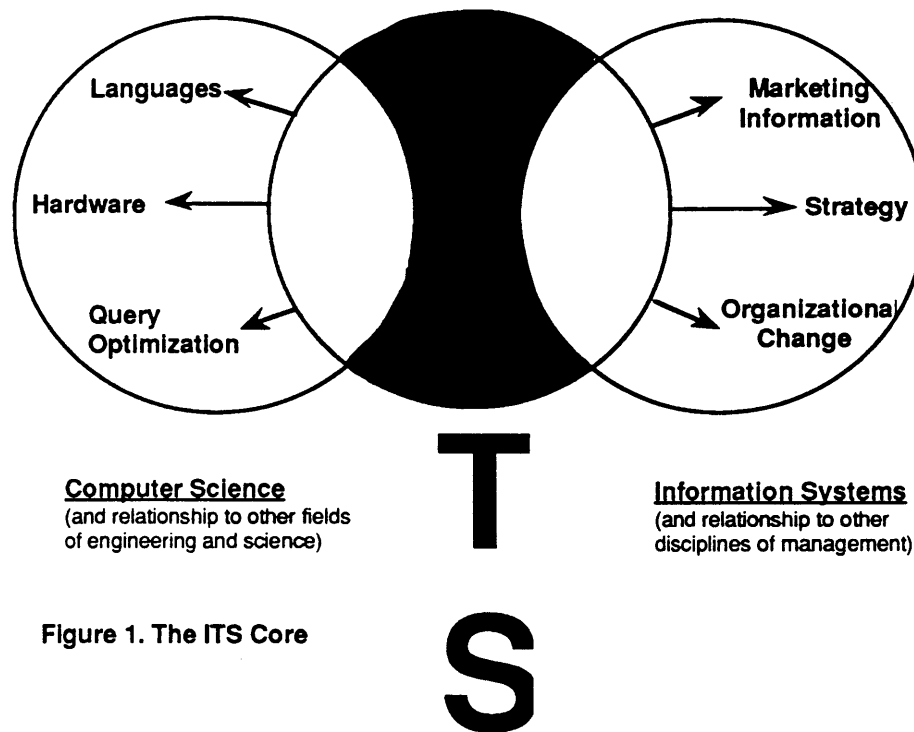 Languages
Hardware
Query
Optimization
Marketing
Information
Strategy
Organizational
Change
T
S
Computer Science
(and relationship to other fields
of engineering and science)
Information Systems
(and relationship to other
disciplines of management)
Figure 1. The ITS Core